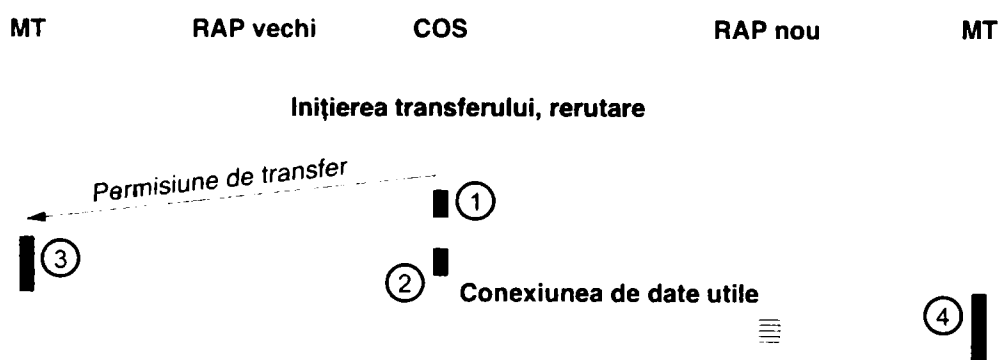 MT RAP vechi COS RAP nou MT
Inițierea transferului, rerutare
Permisiune de transfer
1
3
2
Conexiunea de date utile
4